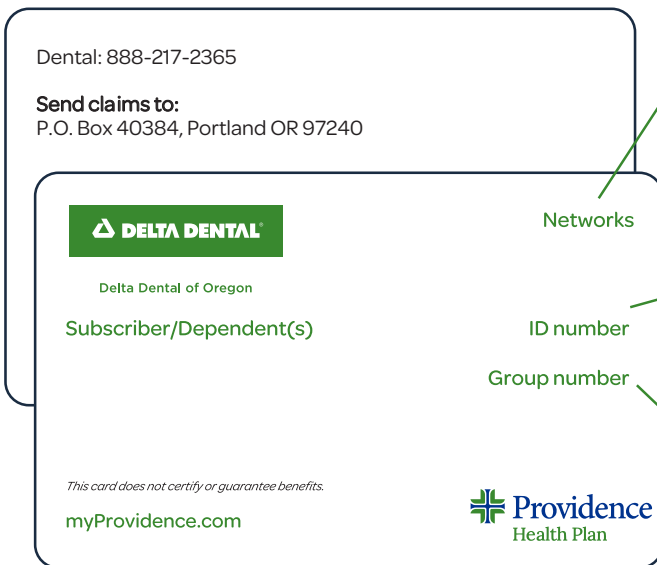 Dental: 888-217-2365
Send claims to:
P.O. Box 40384, Portland OR 97240
DELTA DENTAL®
Networks
Delta Dental of Oregon
Subscriber/Dependent(s)
ID number
Group number
This card does not certify or guarantee benefits.
myProvidence.com
Providence
Health Plan